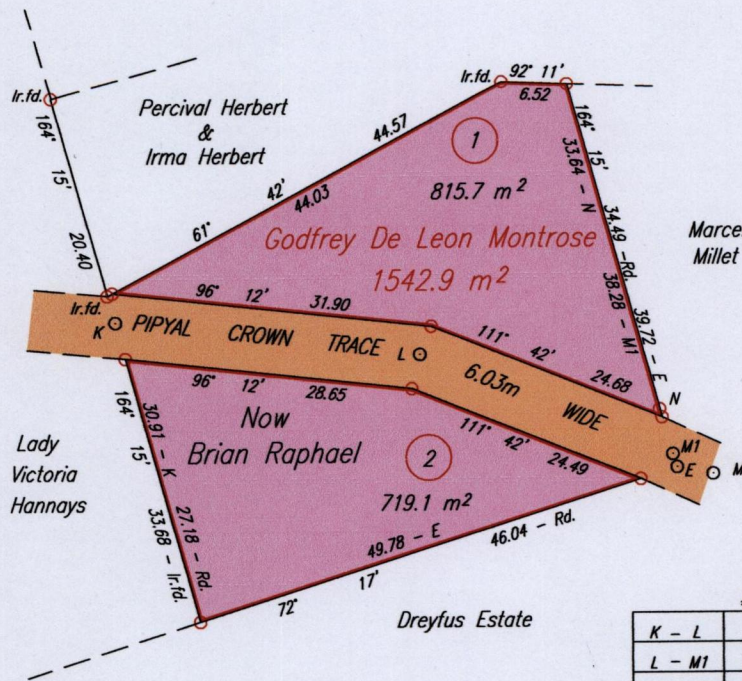 Ir.fd.
164° 15'
20.40
Ir.fd.
Percival Herbert
&
Irma Herbert
44.57
61° 42'
44.03
Ir.fd.
92° 11'
6.52
1
815.7 m²
Godfrey De Leon Montrose
1542.9 m²
164° 15'
33.64 - N
34.49 - Rd.
38.28 - M1
39.72 - E
N
Marce
Millet
96° 12' 31.90
111° 42' 24.68
K
PIPYAL CROWN TRACE
L
6.03m WIDE
M1
E
M
96° 12' 28.65
111° 42' 24.49
Now
Brian Raphael
2
719.1 m²
164° 15'
30.91 - K
27.18 - Rd.
33.68 - Ir.fd.
Lady
Victoria
Hannays
49.78 - E
46.04 - Rd.
72° 17'
Dreyfus Estate
K - L
L - M1